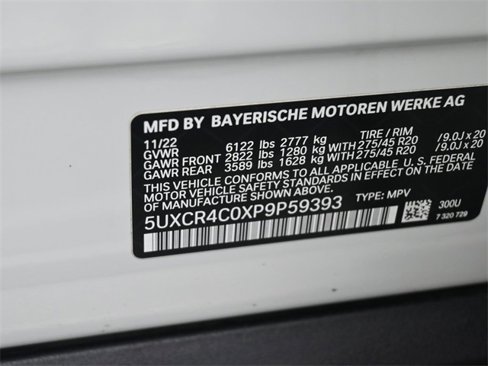 MFD BY BAYERISCHE MOTOREN WERKE AG
11/22 TIRE / RIM
GVWR 6122 lbs 2777 kg
GAWR FRONT 2822 lbs 1280 kg WITH 275/45 R20 /9.0J x 20
GAWR REAR 3589 lbs 1628 kg WITH 275/45 R20 /9.0J x 20
THIS VEHICLE CONFORMS TO ALL APPLICABLE U. S. FEDERAL
MOTOR VEHICLE SAFETY STANDARDS IN EFFECT ON THE DATE
OF MANUFACTURE SHOWN ABOVE.
5UXCR4C0XP9P59393 TYPE: MPV
300U
7 320 729